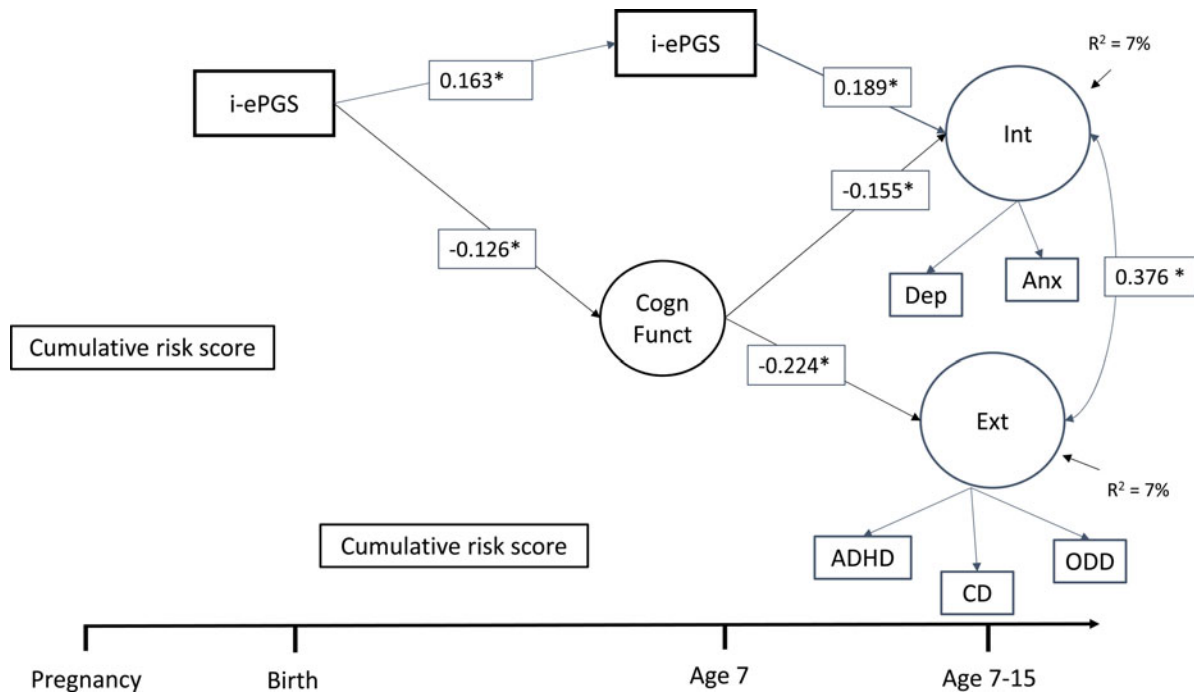 i-ePGS
R² = 7%
0.163*
i-ePGS
0.189*
Int
-0.155*
-0.126*
Dep
Anx
0.376 *
Cogn
Funct
Cumulative risk score
-0.224*
Ext
R² = 7%
Cumulative risk score
ADHD
ODD
CD
Pregnancy
Birth
Age 7
Age 7-15